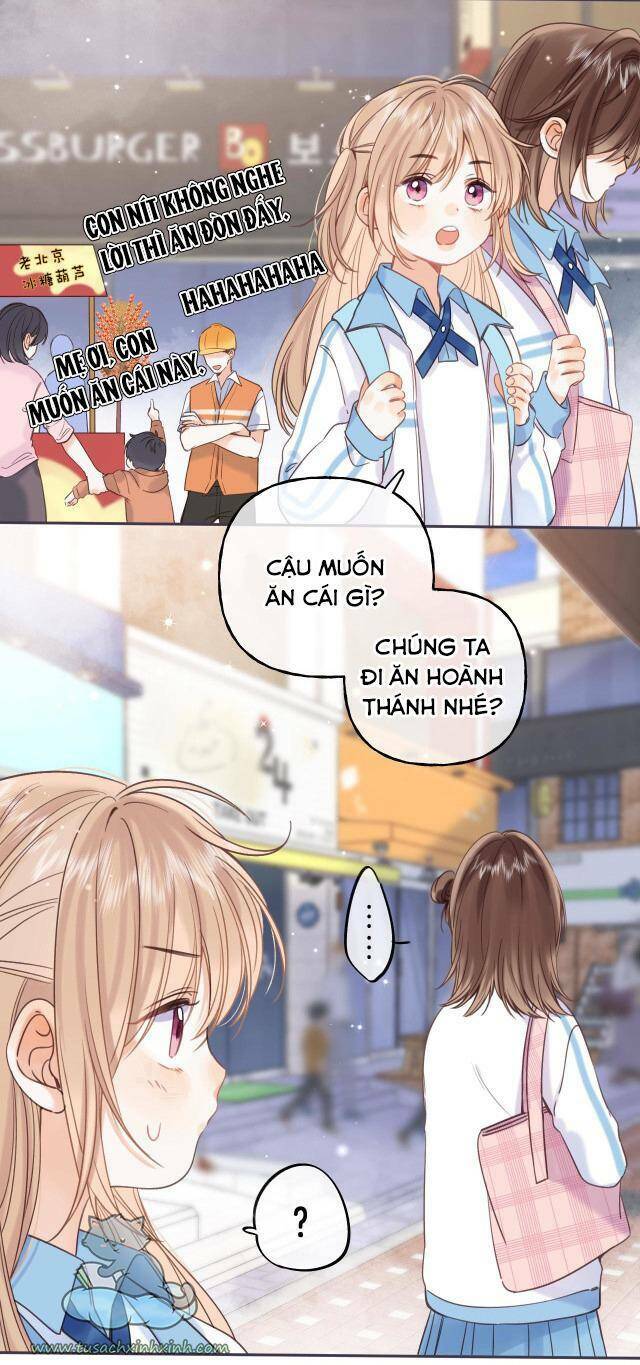 SSBURGER Bo 보
CON NÍT KHÔNG NGHE
LỜI THÌ ĂN ĐÒN ĐẤY.
HAHAHAHAHA
老北京
冰糖葫芦
MẸ ƠI, CON
MUỐN ĂN CÁI NÀY.
CẬU MUỐN
ĂN CÁI GÌ?
CHÚNG TA
ĐI ĂN HOÀNH
THÁNH NHÉ?
24
......
?
www.tusachxinhxinh.com